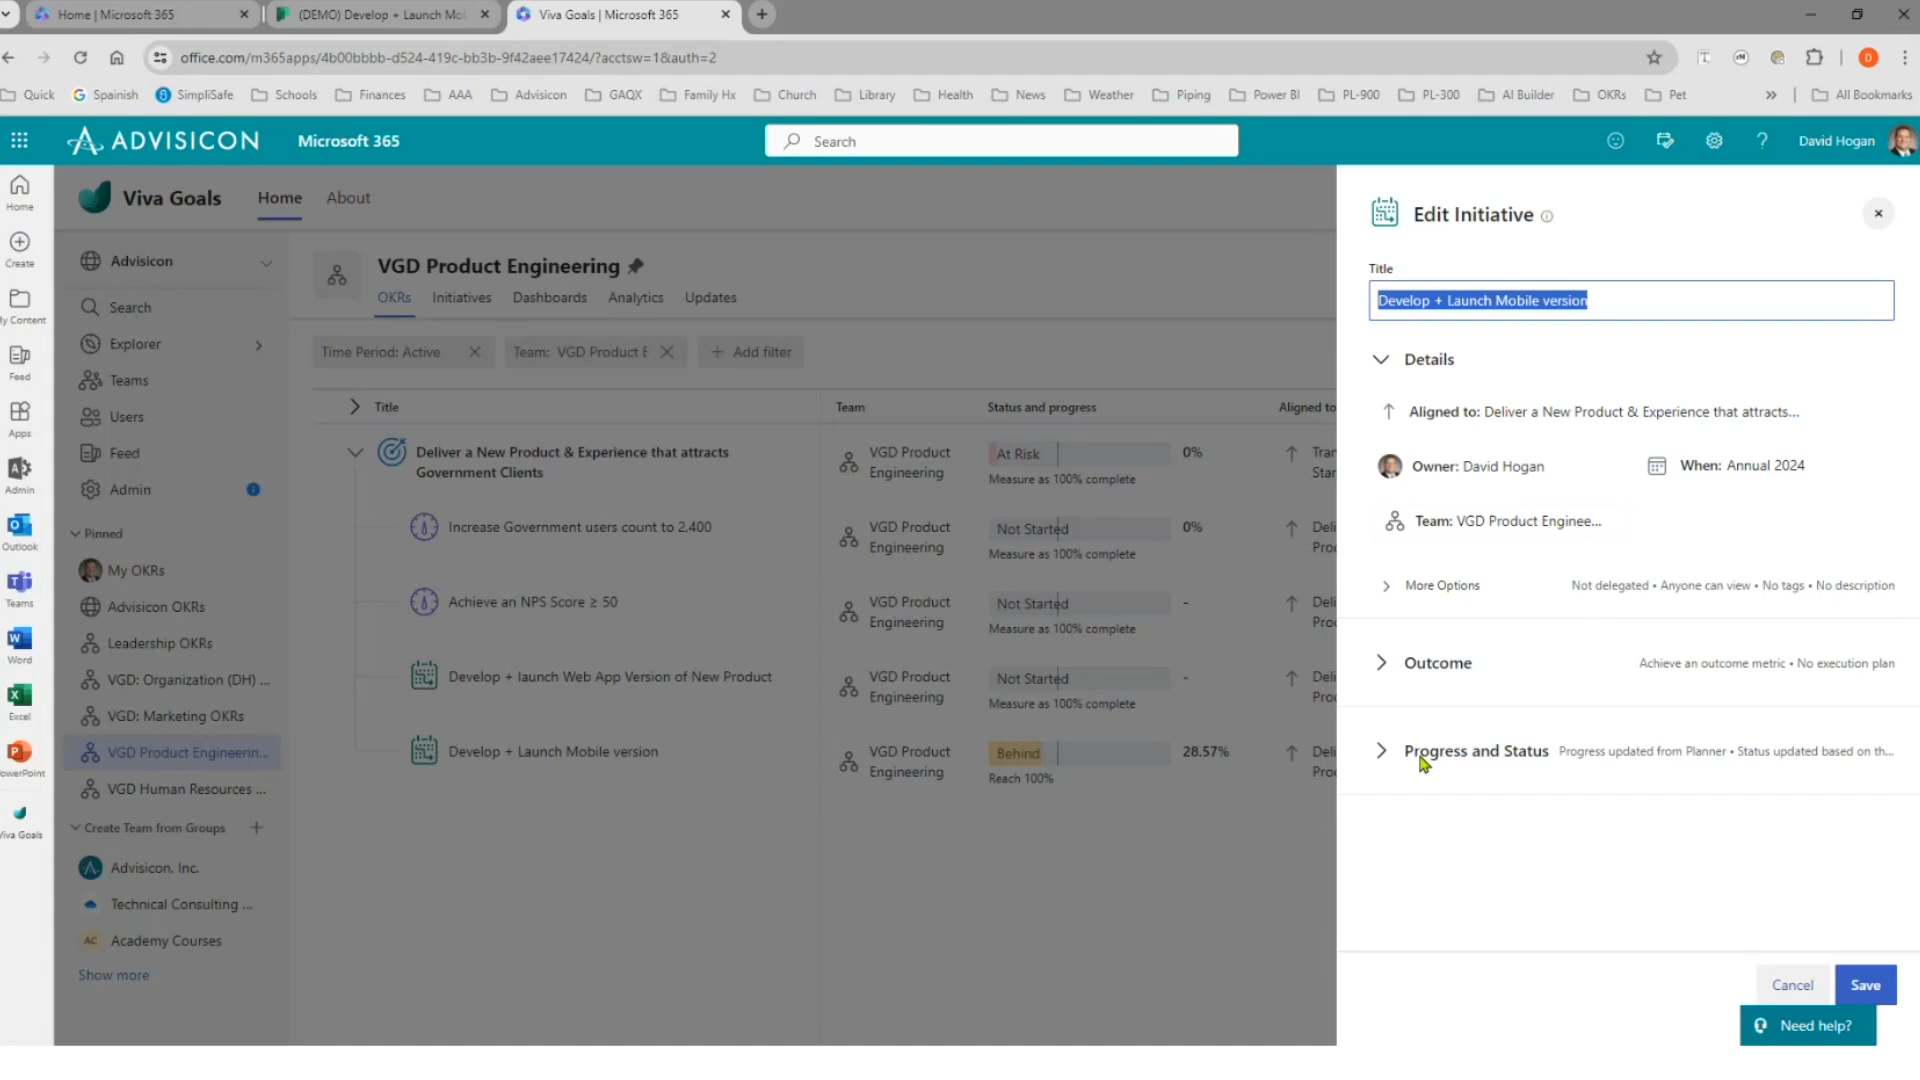 Home | Microsoft 365
(DEMO) Develop + Launch Mo
Viva Goals | Microsoft 365
office.com/m365apps/4b00bbbb-d524-419c-bb3b-9f42aee17424/?acctsw=1&auth=2
D
Quick
Spainish
SimpliSafe
Schools
Finances
AAA
Advisicon
GAQX
Family Hx
Church
Library
Health
News
Weather
Piping
Power BI
PL-900
PL-300
AI Builder
OKRs
Pet
All Bookmarks
ADVISICON
Microsoft 365
Search
David Hogan
Home
Create
My Content
Feed
Apps
Admin
Outlook
Teams
Word
Excel
PowerPoint
Viva Goals
Viva Goals
Home
About
Advisicon
Search
Explorer
Teams
Users
Feed
Admin
Pinned
My OKRs
Advisicon OKRs
Leadership OKRs
VGD: Organization (DH) ...
VGD: Marketing OKRs
VGD Product Engineerin...
VGD Human Resources ...
Create Team from Groups
Advisicon, Inc.
Technical Consulting ...
AC
Academy Courses
Show more
VGD Product Engineering
OKRs
Initiatives
Dashboards
Analytics
Updates
Time Period: Active
Team: VGD Product E
Add filter
Title
Team
Status and progress
Aligned to
Deliver a New Product & Experience that attracts
Government Clients
VGD Product
Engineering
At Risk
0%
Measure as 100% complete
Tran
Star
Increase Government users count to 2,400
VGD Product
Engineering
Not Started
0%
Measure as 100% complete
Deli
Proc
Achieve an NPS Score ≥ 50
VGD Product
Engineering
Not Started
-
Measure as 100% complete
Deli
Proc
Develop + launch Web App Version of New Product
VGD Product
Engineering
Not Started
-
Measure as 100% complete
Deli
Proc
Develop + Launch Mobile version
VGD Product
Engineering
Behind
28.57%
Reach 100%
Deli
Proc
Edit Initiative
Title
Develop + Launch Mobile version
Details
Aligned to: Deliver a New Product & Experience that attracts...
Owner: David Hogan
When: Annual 2024
Team: VGD Product Enginee...
More Options
Not delegated • Anyone can view • No tags • No description
Outcome
Achieve an outcome metric • No execution plan
Progress and Status
Progress updated from Planner • Status updated based on th...
Cancel
Save
Need help?